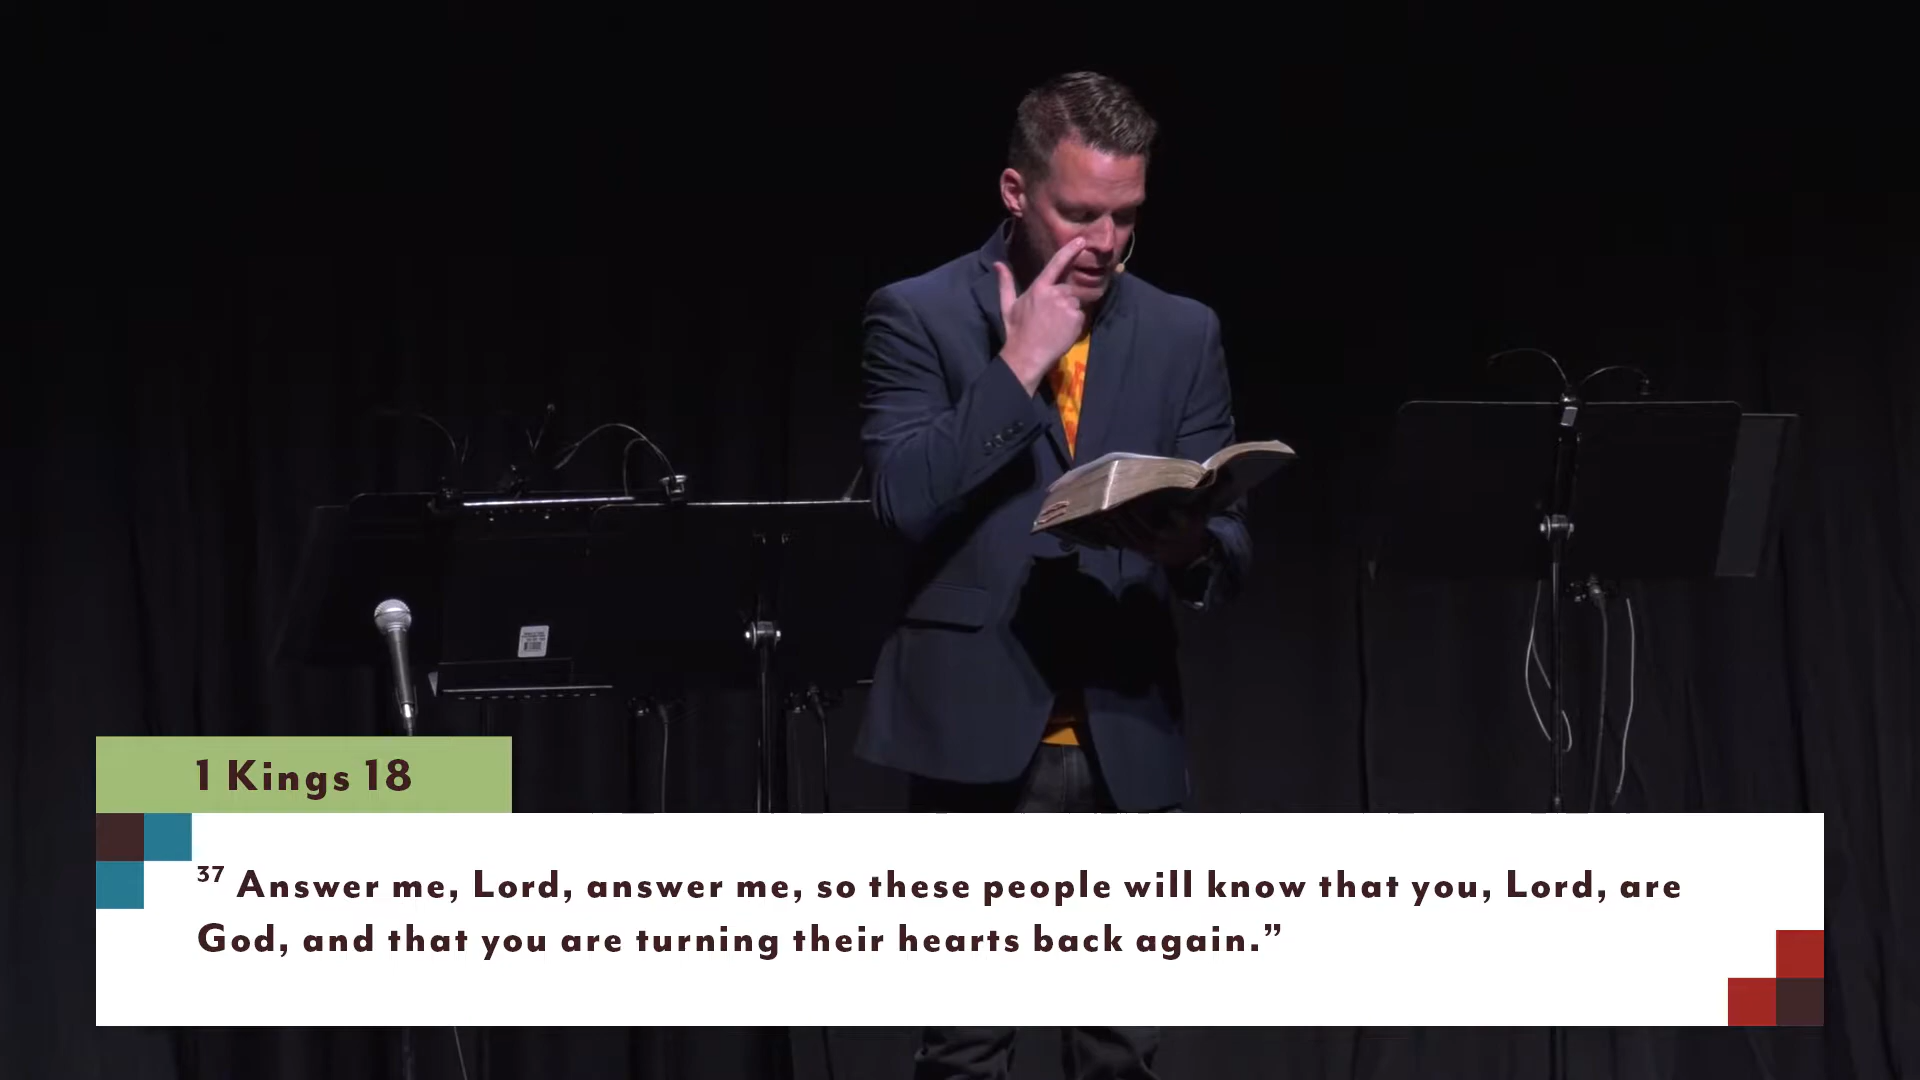 1 Kings 18
37 Answer me, Lord, answer me, so these people will know that you, Lord, are
God, and that you are turning their hearts back again.”